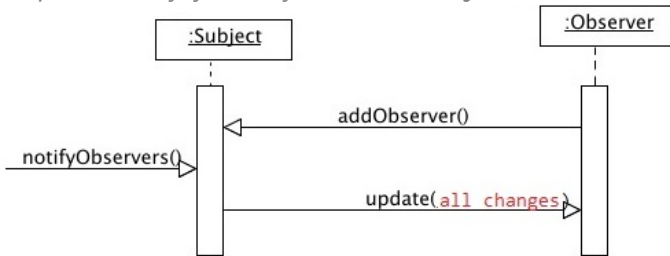 :Subject
:Observer
addObserver()
notifyObservers()
update(all changes)